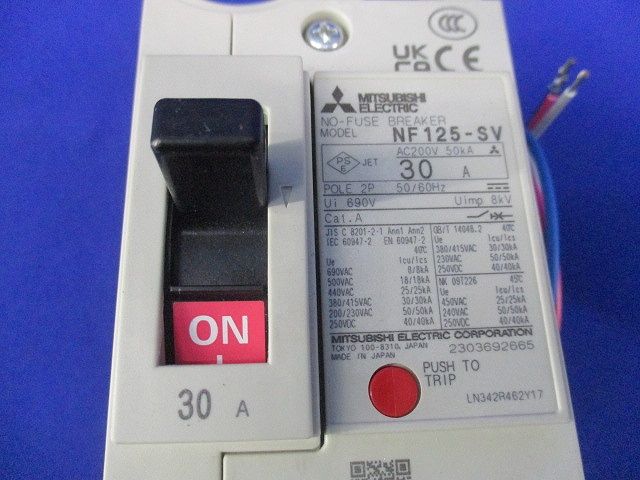 CCC
UK
CA CE
MITSUBISHI
ELECTRIC
NO-FUSE BREAKER
MODEL NF125-SV
AC200V 50kA
PS
E JET 30 A
POLE 2P 50/60Hz
Ui 690V Uimp 8kV
Cat.A
JIS C 8201-2-1 Ann1 Ann2
IEC 60947-2 EN 60947-2
40℃
Ue Icu/Ics
690VAC 8/8kA
500VAC 18/18kA
440VAC 25/25kA
380/415VAC 30/30kA
200/230VAC 50/50kA
250VDC 40/40kA
GB/T 14048.2 40℃
Ue Icu/Ics
380/415VAC 30/30kA
230VAC 50/50kA
250VDC 40/40kA
NK 09T226 45℃
Ue Icu/Ics
450VAC 25/25kA
240VAC 50/50kA
250VDC 40/40kA
MITSUBISHI ELECTRIC CORPORATION
TOKYO 100-8310, JAPAN 2303692665
MADE IN JAPAN
PUSH TO
TRIP
LN342R462Y17
ON
30 A